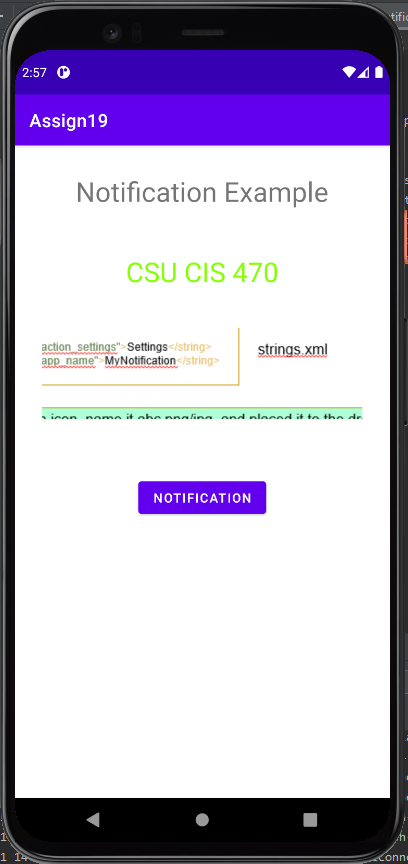 2:57
Assign19
Notification Example
CSU CIS 470
action_settings">Settings</string>
app_name">MyNotification</string>
strings.xml
icon, name it abc.png/jpg, and placed it to the dr
NOTIFICATION